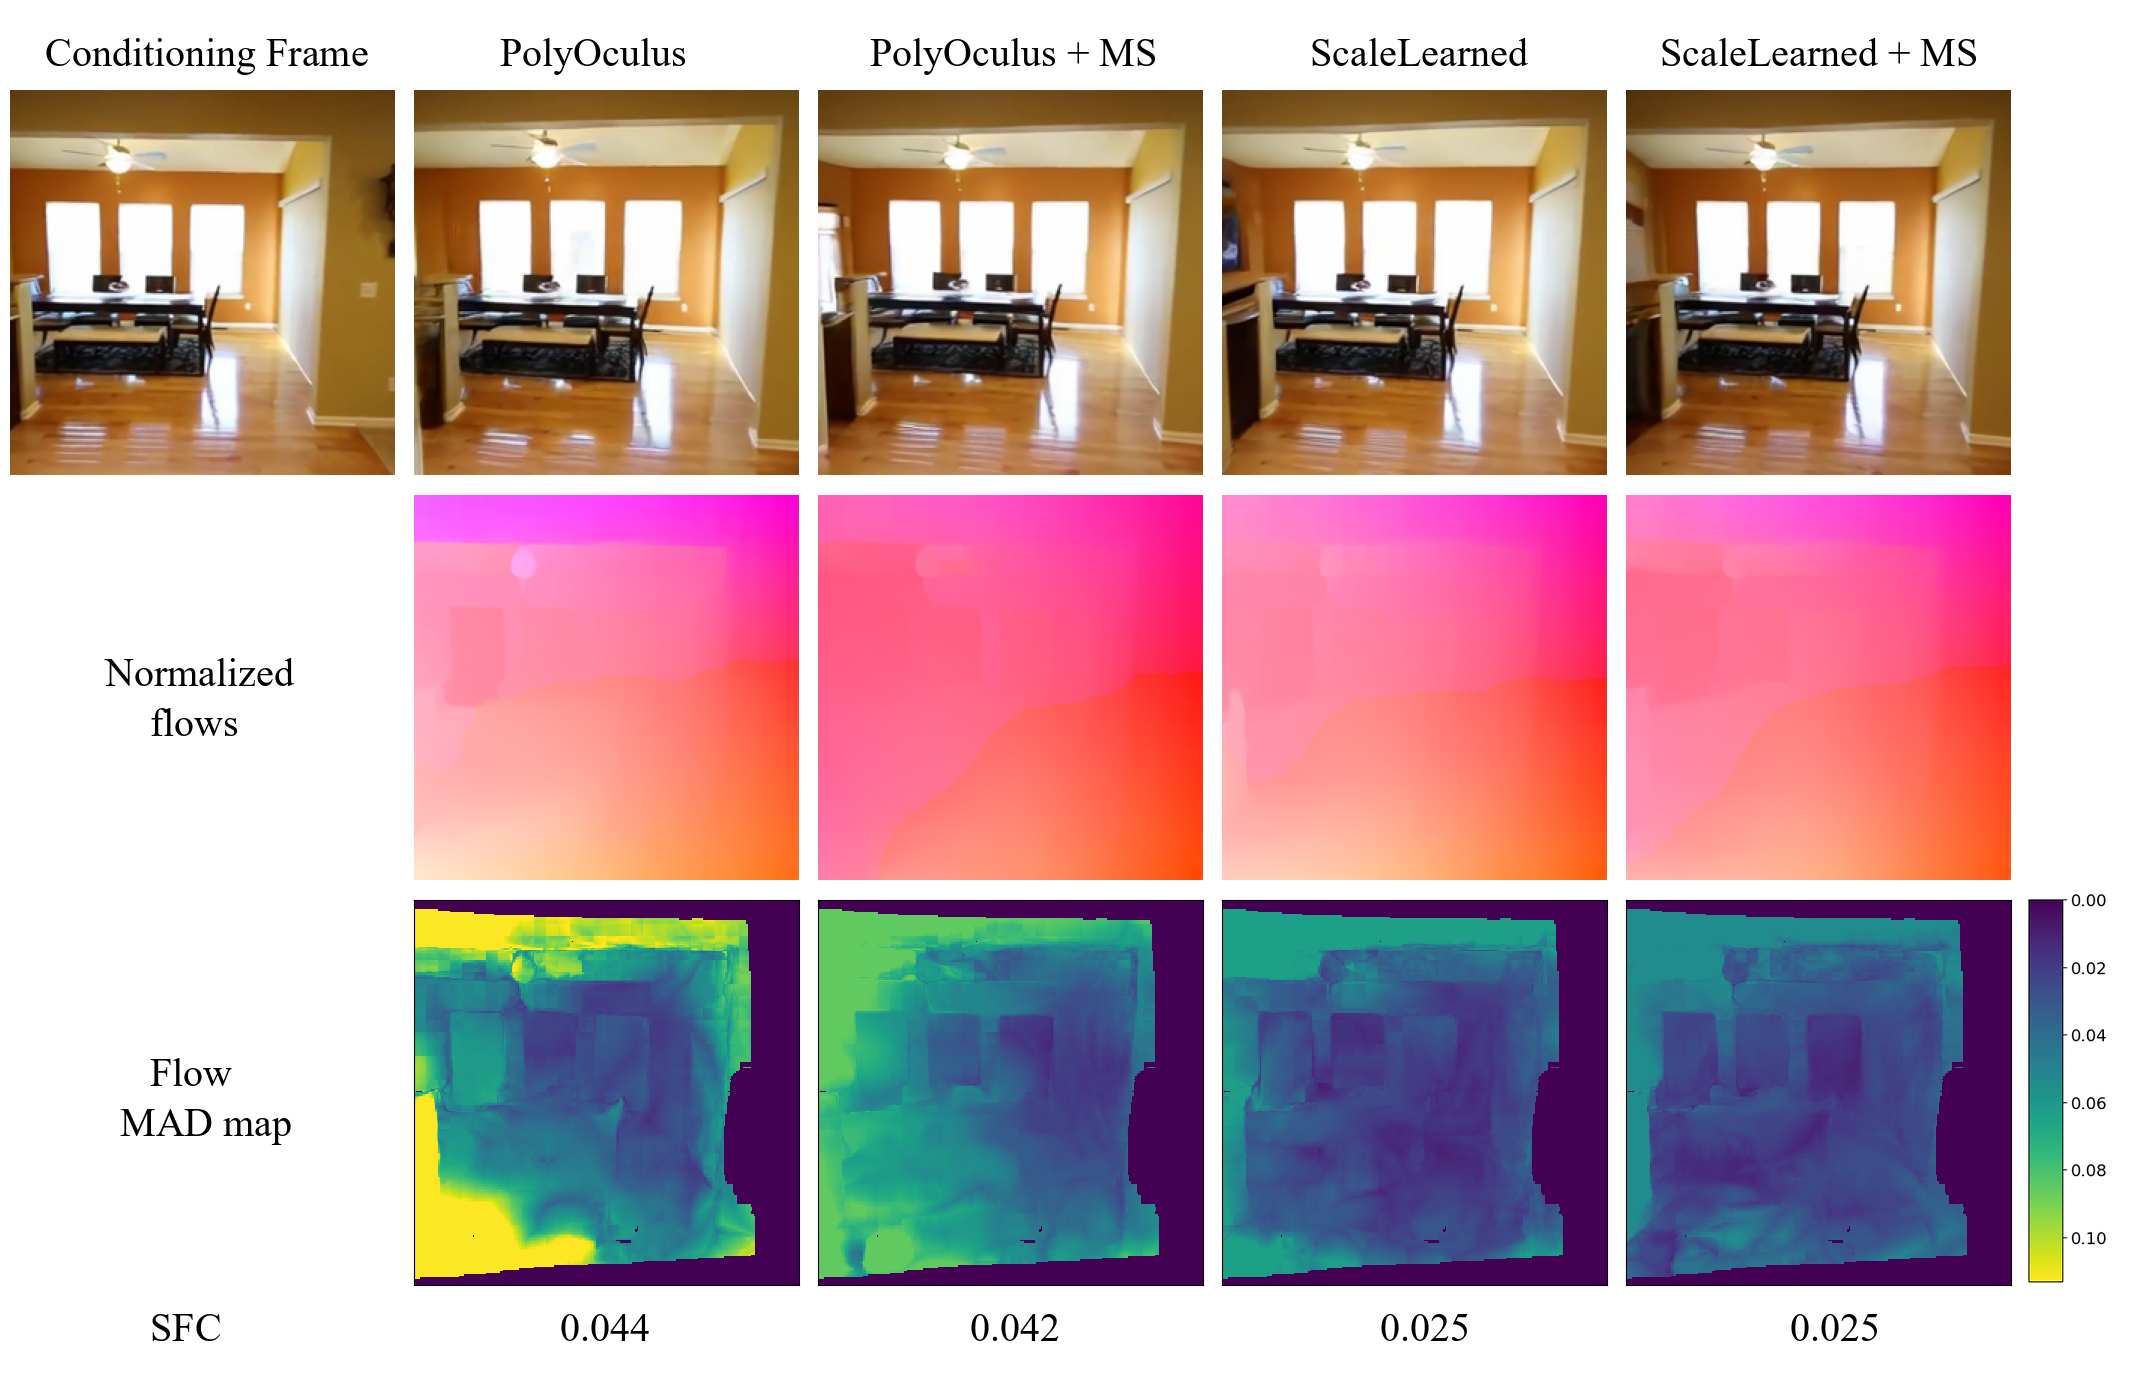 Conditioning Frame
PolyOculus
PolyOculus + MS
ScaleLearned
ScaleLearned + MS
Normalized
flows
Flow
MAD map
0.00
0.02
0.04
0.06
0.08
0.10
SFC
0.044
0.042
0.025
0.025